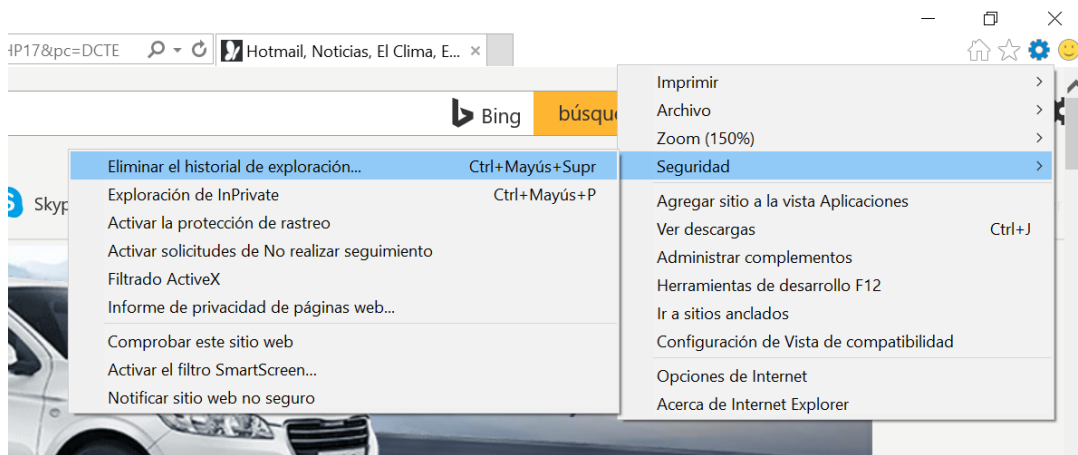 HP17&pc=DCTE
Hotmail, Noticias, El Clima, E...
Bing
búsqu
Skyp
Imprimir
Archivo
Zoom (150%)
Seguridad
Agregar sitio a la vista Aplicaciones
Ver descargas Ctrl+J
Administrar complementos
Herramientas de desarrollo F12
Ir a sitios anclados
Configuración de Vista de compatibilidad
Opciones de Internet
Acerca de Internet Explorer
Eliminar el historial de exploración... Ctrl+Mayús+Supr
Exploración de InPrivate Ctrl+Mayús+P
Activar la protección de rastreo
Activar solicitudes de No realizar seguimiento
Filtrado ActiveX
Informe de privacidad de páginas web...
Comprobar este sitio web
Activar el filtro SmartScreen...
Notificar sitio web no seguro